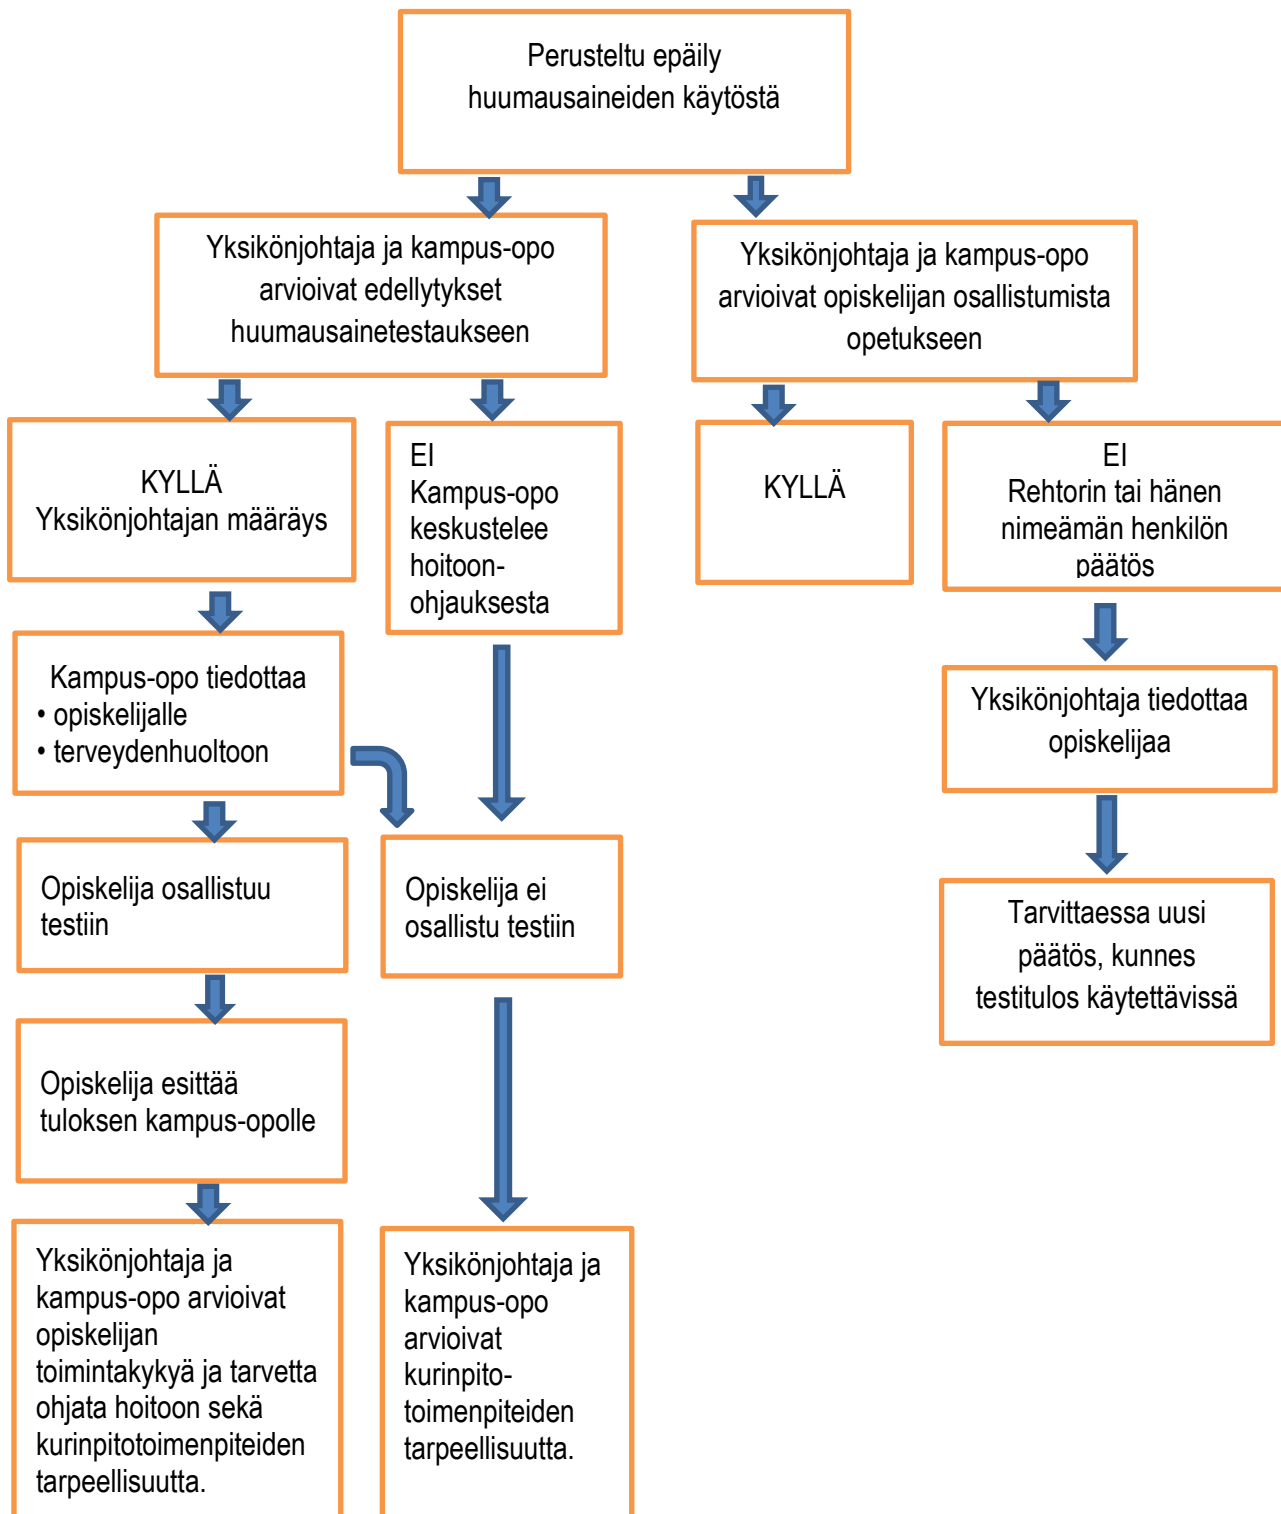 Perusteltu epäily
huumausaineiden käytöstä
Yksikönjohtaja ja kampus-opo
arvioivat edellytykset
huumausainetestaukseen
Yksikönjohtaja ja kampus-opo
arvioivat opiskelijan osallistumista
opetukseen
KYLLÄ
Yksikönjohtajan määräys
EI
Kampus-opo
keskustelee
hoitoon-
ohjauksesta
KYLLÄ
EI
Rehtorin tai hänen
nimeämän henkilön
päätös
Kampus-opo tiedottaa
• opiskelijalle
• terveydenhuoltoon
Yksikönjohtaja tiedottaa
opiskelijaa
Opiskelija osallistuu
testiin
Opiskelija ei
osallistu testiin
Tarvittaessa uusi
päätös, kunnes
testitulos käytettävissä
Opiskelija esittää
tuloksen kampus-opolle
Yksikönjohtaja ja
kampus-opo arvioivat
opiskelijan
toimintakykyä ja tarvetta
ohjata hoitoon sekä
kurinpitotoimenpiteiden
tarpeellisuutta.
Yksikönjohtaja ja
kampus-opo
arvioivat
kurinpito-
toimenpiteiden
tarpeellisuutta.